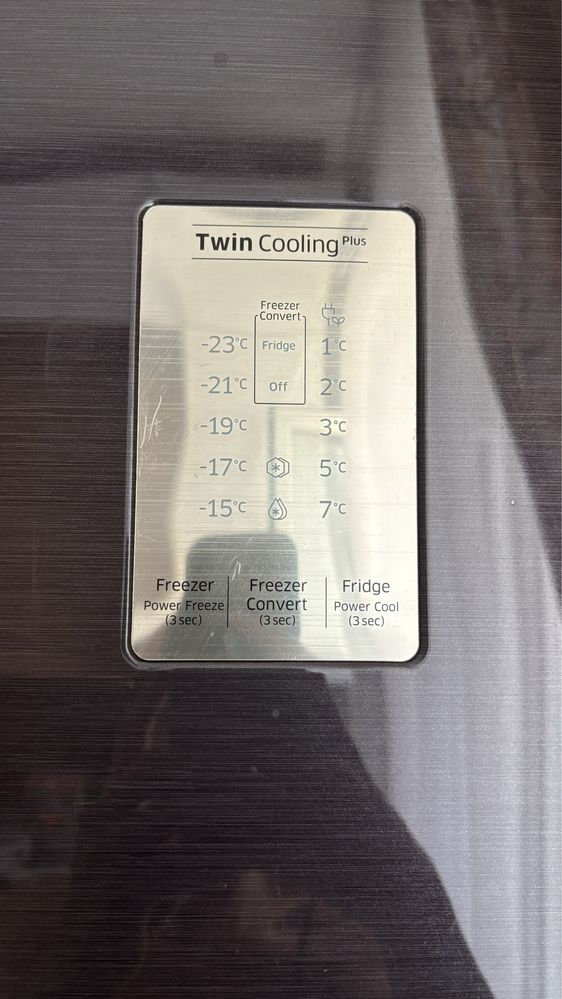 Twin Cooling Plus
Freezer
Convert
-23°C Fridge 1°C
-21°C Off 2°C
-19°C 3°C
-17°C 5°C
-15°C 7°C
Freezer
Power Freeze
(3 sec)
Freezer
Convert
(3 sec)
Fridge
Power Cool
(3 sec)